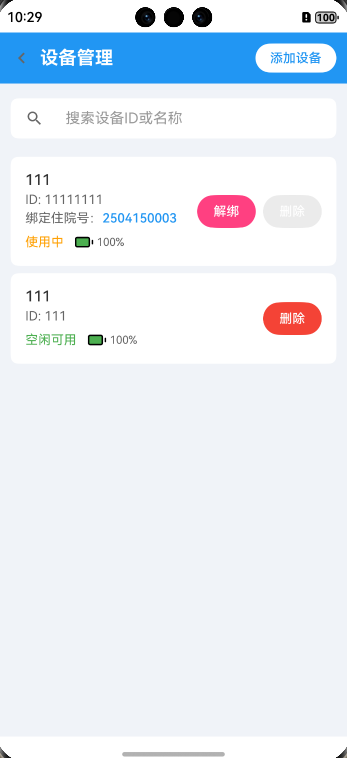 10:29
100
设备管理
添加设备
搜索设备ID或名称
111
ID: 11111111
绑定住院号： 2504150003
解绑
删除
使用中
100%
111
ID: 111
删除
空闲可用
100%